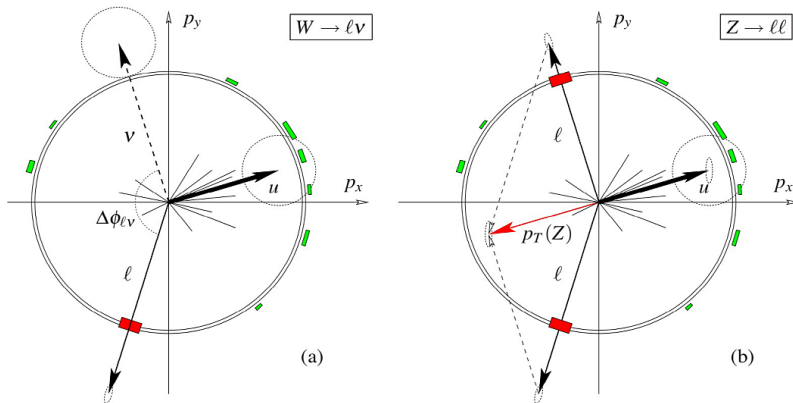 p_y
W → ℓν
ν
u
p_x
Δϕ_ℓν
ℓ
(a)
p_y
Z → ℓℓ
ℓ
u
p_x
p_T(Z)
ℓ
(b)